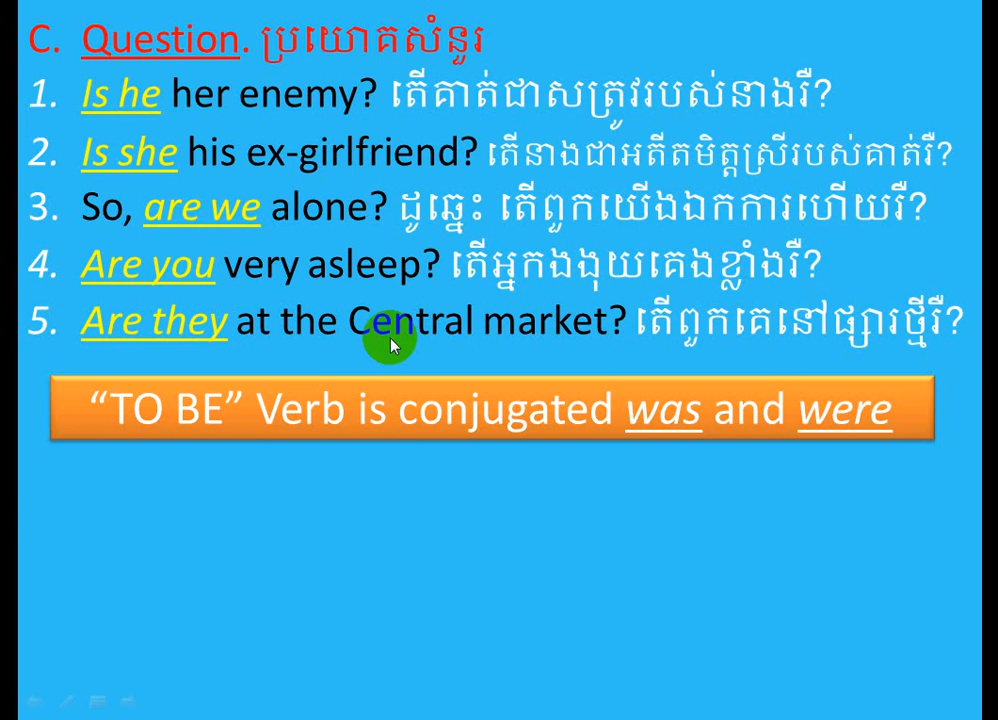 C. Question. ប្រយោគសំនួរ
1. Is he her enemy? តើគាត់ជាសត្រូវរបស់នាងរឺ?
2. Is she his ex-girlfriend? តើនាងជាអតីតមិត្តស្រីរបស់គាត់រឺ?
3. So, are we alone? ដូច្នេះ តើពួកយើងឯកការហើយរឺ?
4. Are you very asleep? តើអ្នកងងុយគេងខ្លាំងរឺ?
5. Are they at the Central market? តើពួកគេនៅផ្សារថ្មីរឺ?
“TO BE” Verb is conjugated was and were